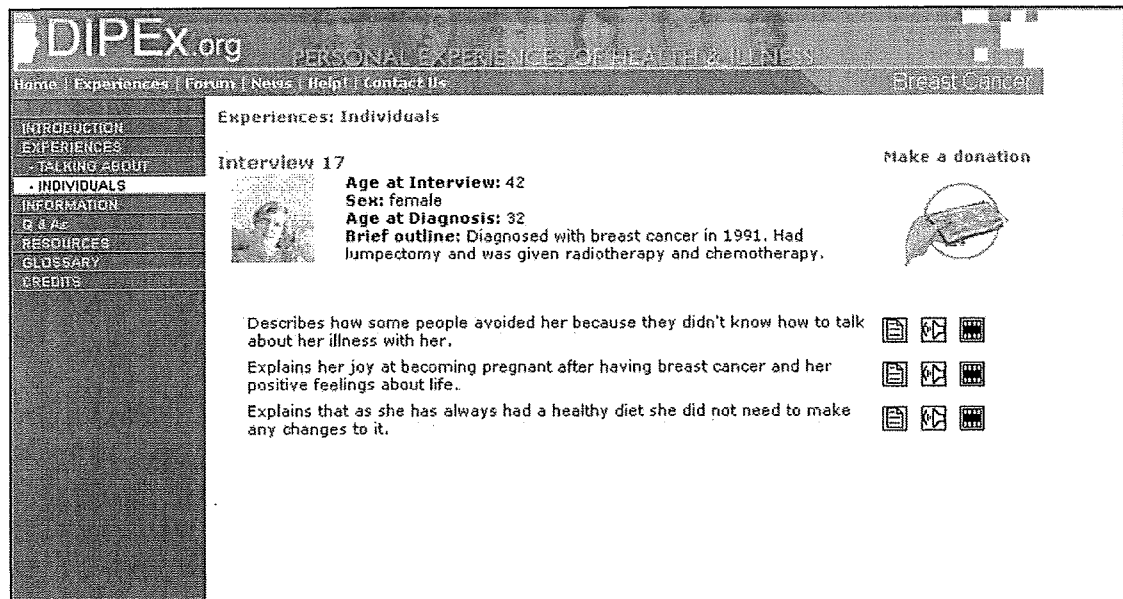 DIPEx.org
PERSONAL EXPERIENCES OF HEALTH & ILLNESS
Home | Experiences | Forum | News | Help! | Contact Us
Breast Cancer
INTRODUCTION
EXPERIENCES
- TALKING ABOUT
- INDIVIDUALS
INFORMATION
Q & As
RESOURCES
GLOSSARY
CREDITS
Experiences: Individuals
Interview 17
Make a donation
Age at Interview: 42
Sex: female
Age at Diagnosis: 32
Brief outline: Diagnosed with breast cancer in 1991. Had
lumpectomy and was given radiotherapy and chemotherapy.
Describes how some people avoided her because they didn't know how to talk
about her illness with her.
Explains her joy at becoming pregnant after having breast cancer and her
positive feelings about life.
Explains that as she has always had a healthy diet she did not need to make
any changes to it.